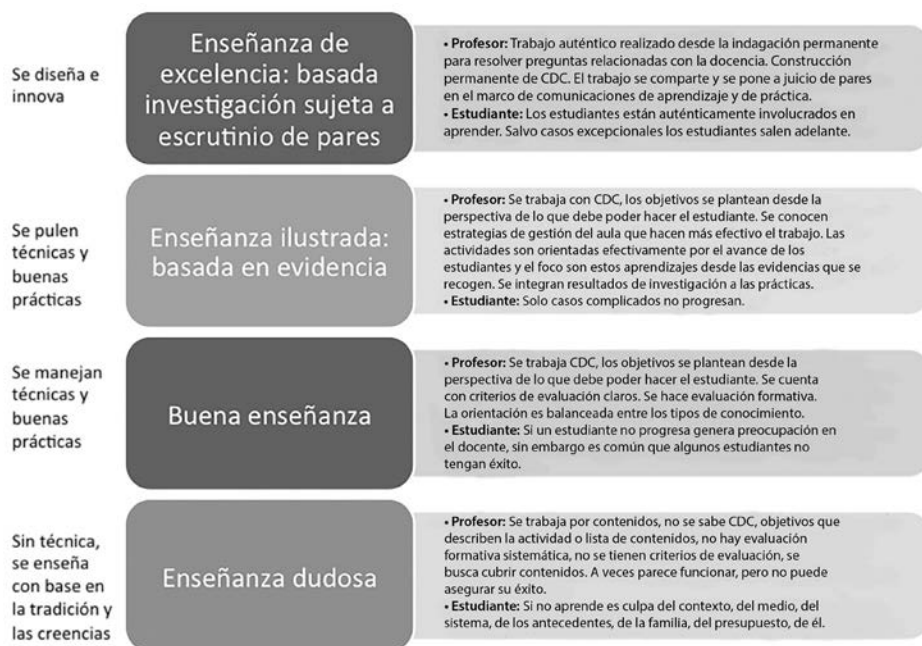 Se diseña e
innova
Enseñanza de
excelencia: basada
investigación sujeta a
escrutinio de pares
• Profesor: Trabajo auténtico realizado desde la indagación permanente
para resolver preguntas relacionadas con la docencia. Construcción
permanente de CDC. El trabajo se comparte y se pone a juicio de pares
en el marco de comunicaciones de aprendizaje y de práctica.
• Estudiante: Los estudiantes están auténticamente involucrados en
aprender. Salvo casos excepcionales los estudiantes salen adelante.
Se pulen
técnicas y
buenas
prácticas
Enseñanza ilustrada:
basada en evidencia
• Profesor: Se trabaja con CDC, los objetivos se plantean desde la
perspectiva de lo que debe poder hacer el estudiante. Se conocen
estrategias de gestión del aula que hacen más efectivo el trabajo. Las
actividades son orientadas efectivamente por el avance de los
estudiantes y el foco son estos aprendizajes desde las evidencias que se
recogen. Se integran resultados de investigación a las prácticas.
• Estudiante: Solo casos complicados no progresan.
Se manejan
técnicas y
buenas
prácticas
Buena enseñanza
• Profesor: Se trabaja CDC, los objetivos se plantean desde la
perspectiva de lo que debe poder hacer el estudiante. Se cuenta
con criterios de evaluación claros. Se hace evaluación formativa.
La orientación es balanceada entre los tipos de conocimiento.
• Estudiante: Si un estudiante no progresa genera preocupación en
el docente, sin embargo es común que algunos estudiantes no
tengan éxito.
Sin técnica,
se enseña
con base en
la tradición y
las creencias
Enseñanza dudosa
• Profesor: Se trabaja por contenidos, no se sabe CDC, objetivos que
describen la actividad o lista de contenidos, no hay evaluación
formativa sistemática, no se tienen criterios de evaluación, se
busca cubrir contenidos. A veces parece funcionar, pero no puede
asegurar su éxito.
• Estudiante: Si no aprende es culpa del contexto, del medio, del
sistema, de los antecedentes, de la familia, del presupuesto, de él.